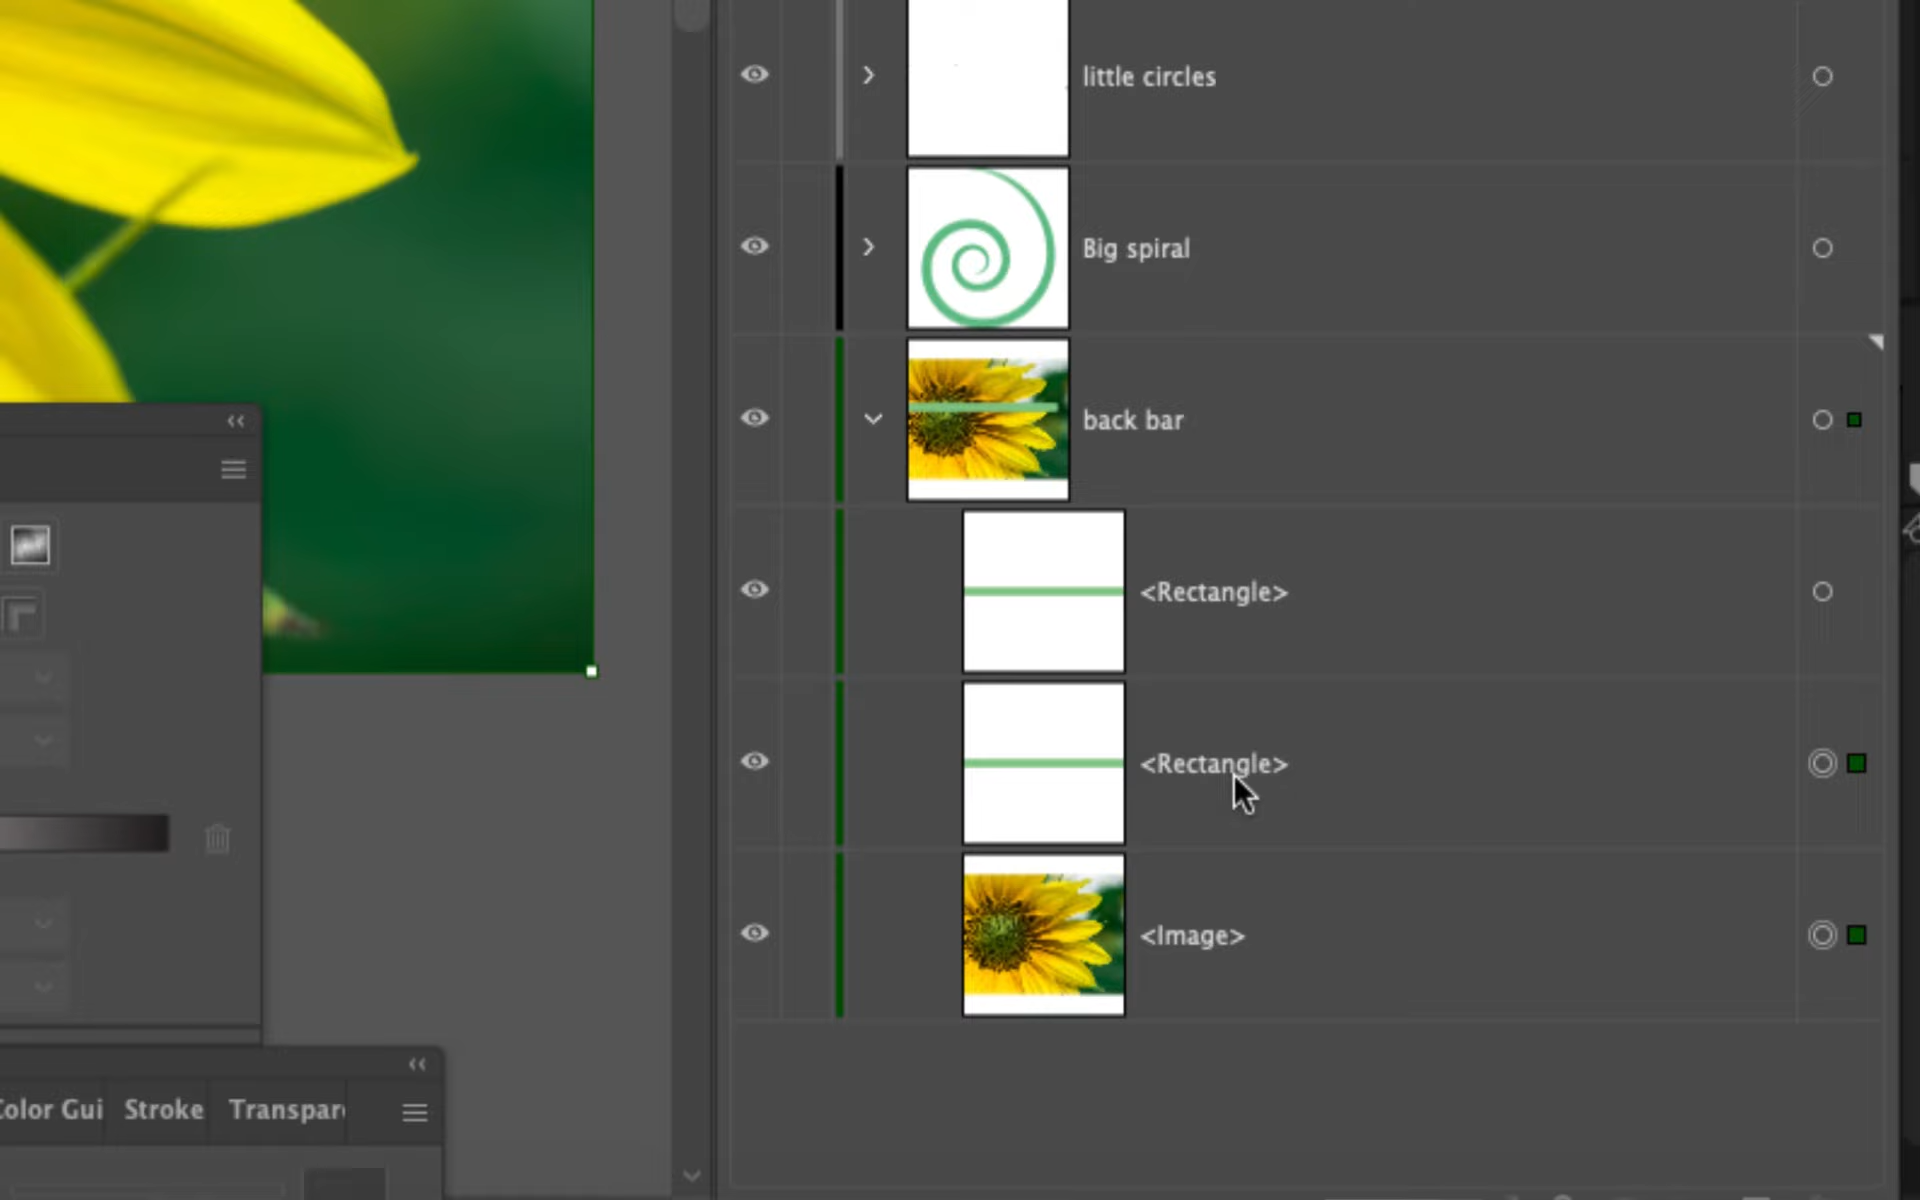 little circles
Big spiral
back bar
<Rectangle>
<Rectangle>
<Image>
Color Gui Stroke Transpar